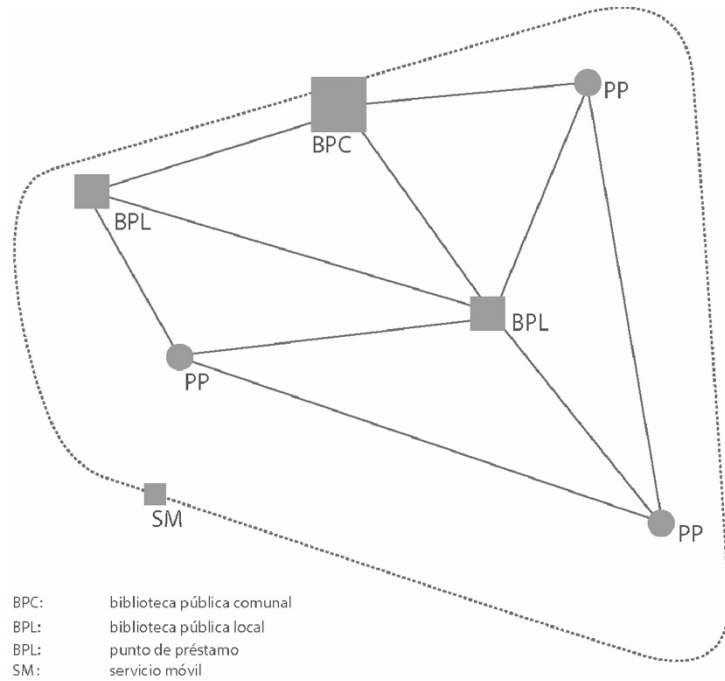 PP
BPC
BPL
BPL
PP
SM
PP
BPC: biblioteca pública comunal
BPL: biblioteca pública local
BPL: punto de préstamo
SM: servicio móvil